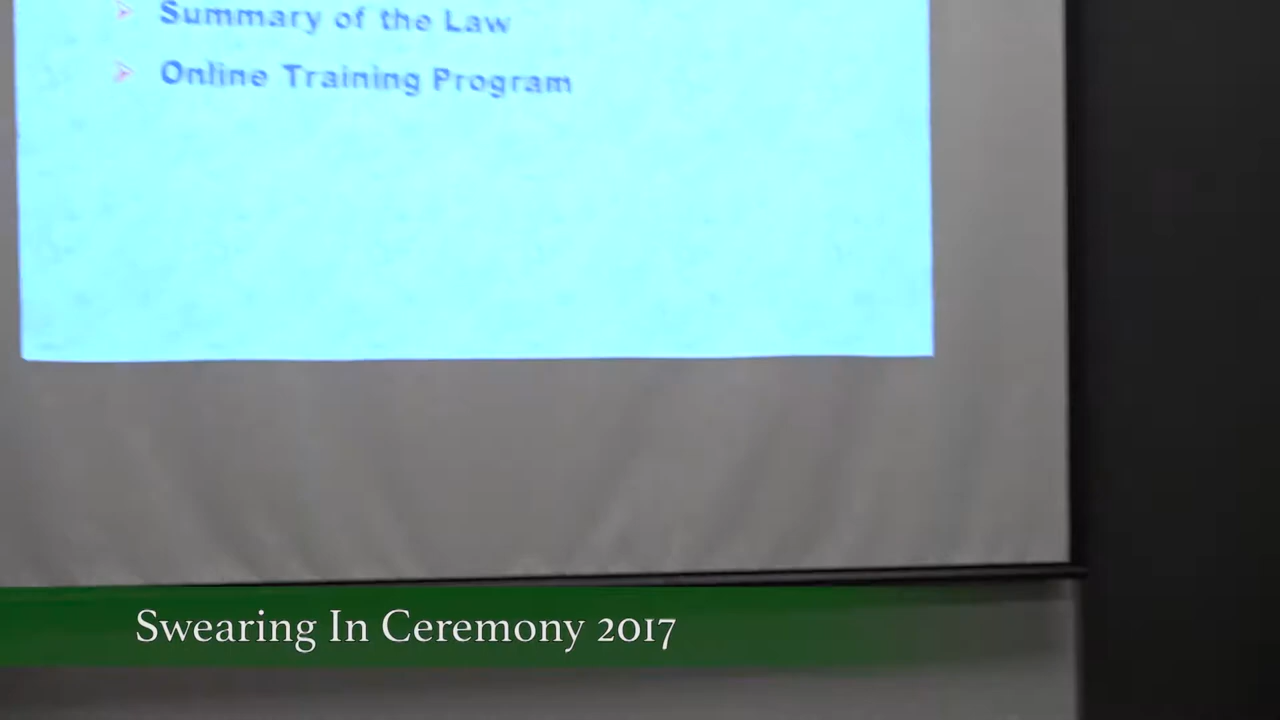 Summary of the Law
Online Training Program
Swearing In Ceremony 2017